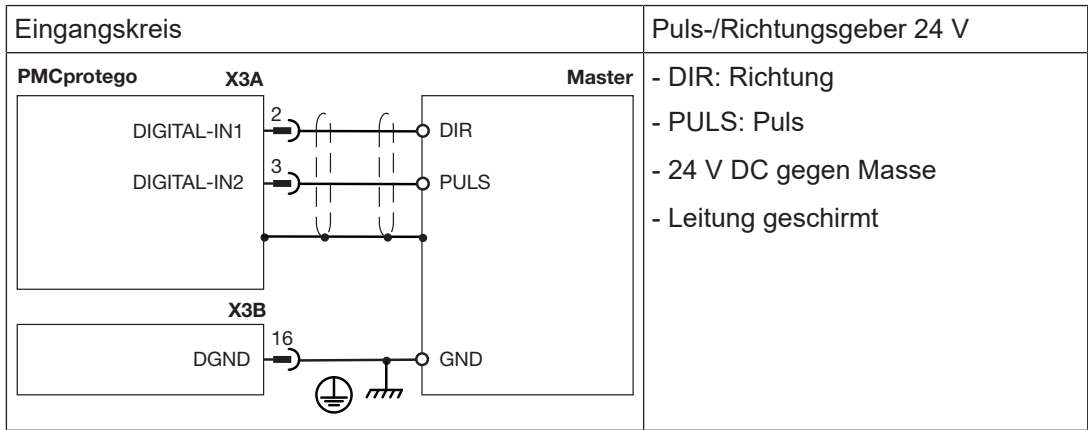 Eingangskreis
Puls-/Richtungsgeber 24 V
PMCprotego
X3A
Master
DIGITAL-IN1
2
DIR
DIGITAL-IN2
3
PULS
X3B
DGND
16
GND
- DIR: Richtung
- PULS: Puls
- 24 V DC gegen Masse
- Leitung geschirmt